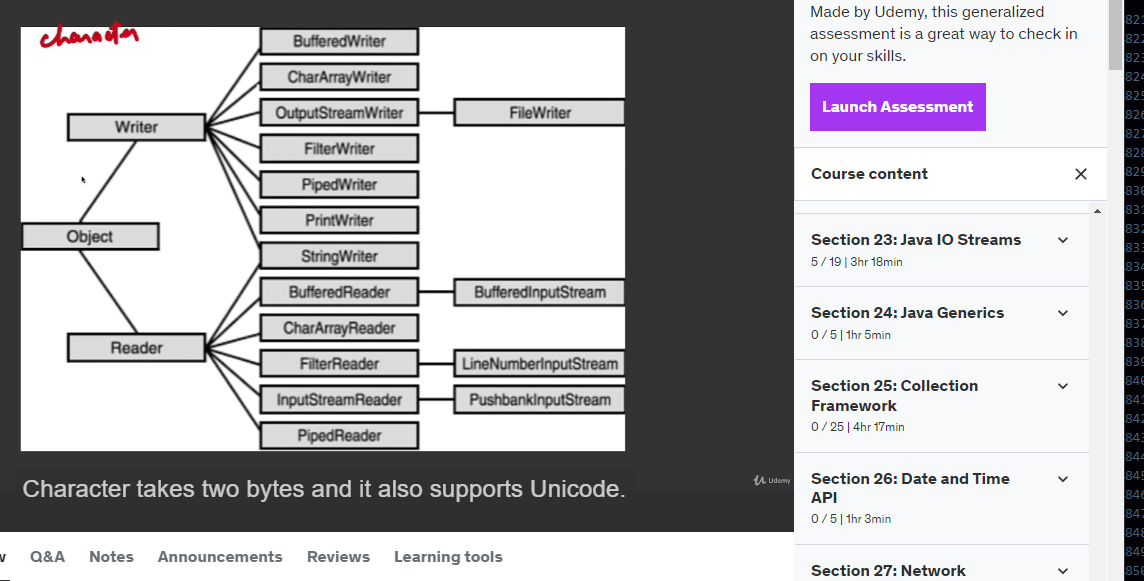 character
BufferedWriter
CharArrayWriter
OutputStreamWriter
FileWriter
Writer
FilterWriter
PipedWriter
PrintWriter
Object
StringWriter
BufferedReader
BufferedInputStream
CharArrayReader
Reader
FilterReader
LineNumberInputStream
InputStreamReader
PushbankInputStream
PipedReader
Character takes two bytes and it also supports Unicode.
Udemy
Q&A
Notes
Announcements
Reviews
Learning tools
Made by Udemy, this generalized
assessment is a great way to check in
on your skills.
Launch Assessment
Course content
Section 23: Java IO Streams
5 / 19 | 3hr 18min
Section 24: Java Generics
0 / 5 | 1hr 5min
Section 25: Collection
Framework
0 / 25 | 4hr 17min
Section 26: Date and Time
API
0 / 5 | 1hr 3min
Section 27: Network